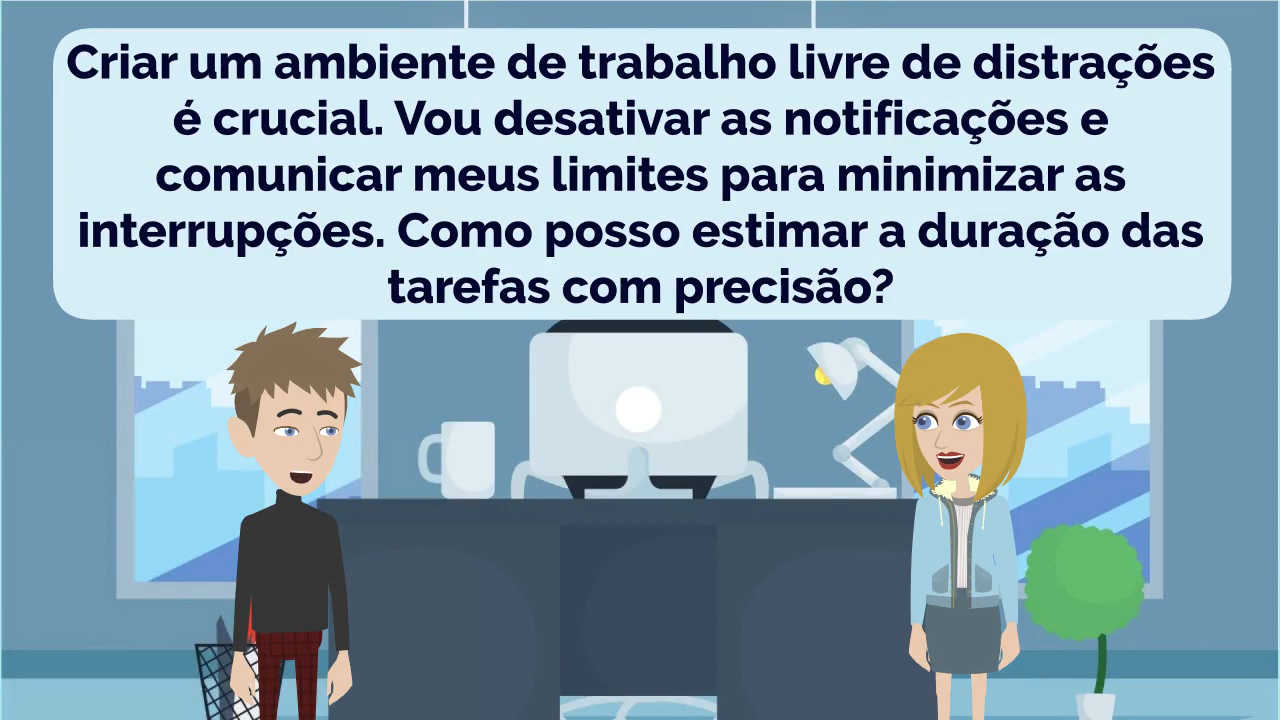 Criar um ambiente de trabalho livre de distrações
é crucial. Vou desativar as notificações e
comunicar meus limites para minimizar as
interrupções. Como posso estimar a duração das
tarefas com precisão?